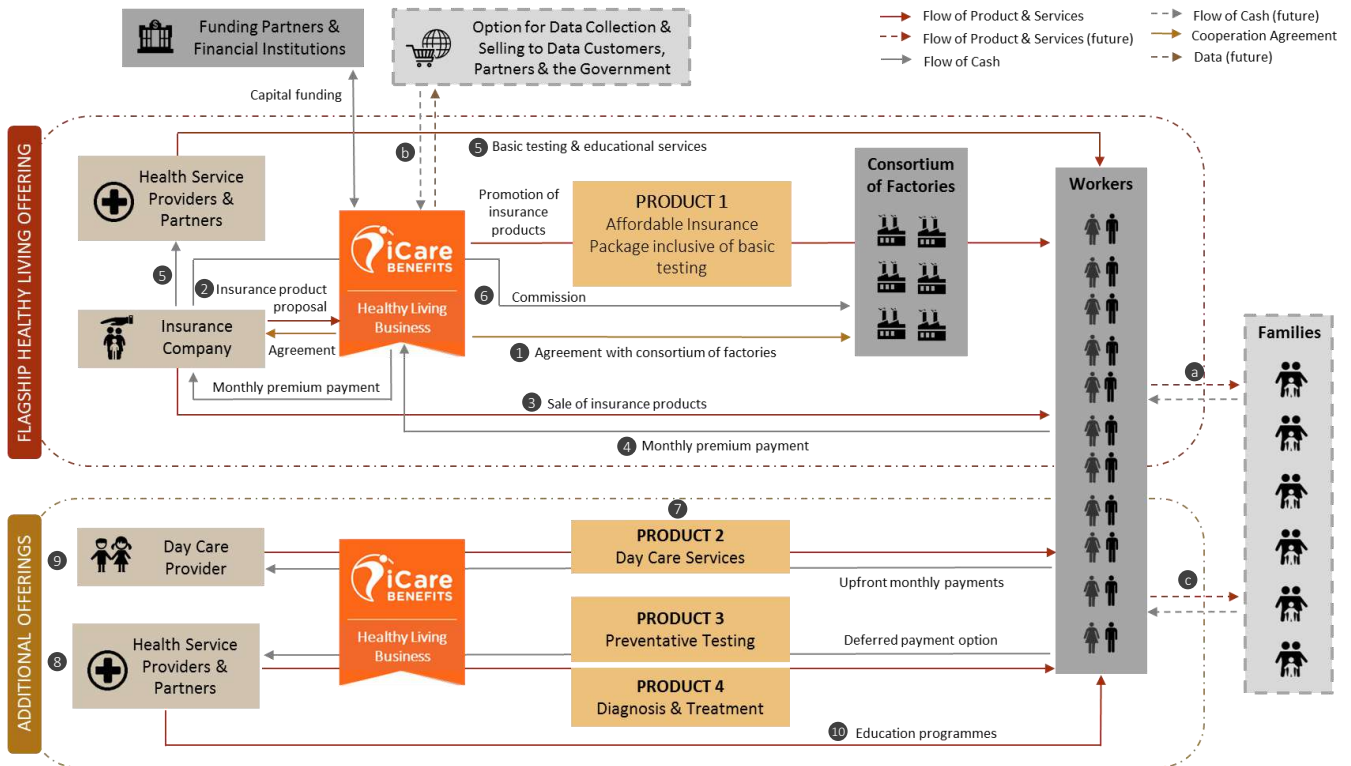 Funding Partners &
Financial Institutions
Option for Data Collection &
Selling to Data Customers,
Partners & the Government
Flow of Product & Services
Flow of Product & Services (future)
Flow of Cash
Flow of Cash (future)
Cooperation Agreement
Data (future)
Capital funding
b
FLAGSHIP HEALTHY LIVING OFFERING
5 Basic testing & educational services
Health Service
Providers &
Partners
Promotion of
insurance
products
PRODUCT 1
Affordable Insurance
Package inclusive of basic
testing
Consortium
of Factories
Workers
iCare
BENEFITS
Healthy Living
Business
5
2 Insurance product
proposal
6 Commission
Insurance
Company
Agreement
1 Agreement with consortium of factories
Monthly premium payment
3 Sale of insurance products
4 Monthly premium payment
Families
a
ADDITIONAL OFFERINGS
7
9
Day Care
Provider
iCare
BENEFITS
Healthy Living
Business
PRODUCT 2
Day Care Services
Upfront monthly payments
c
PRODUCT 3
Preventative Testing
Deferred payment option
8
Health Service
Providers &
Partners
PRODUCT 4
Diagnosis & Treatment
10 Education programmes